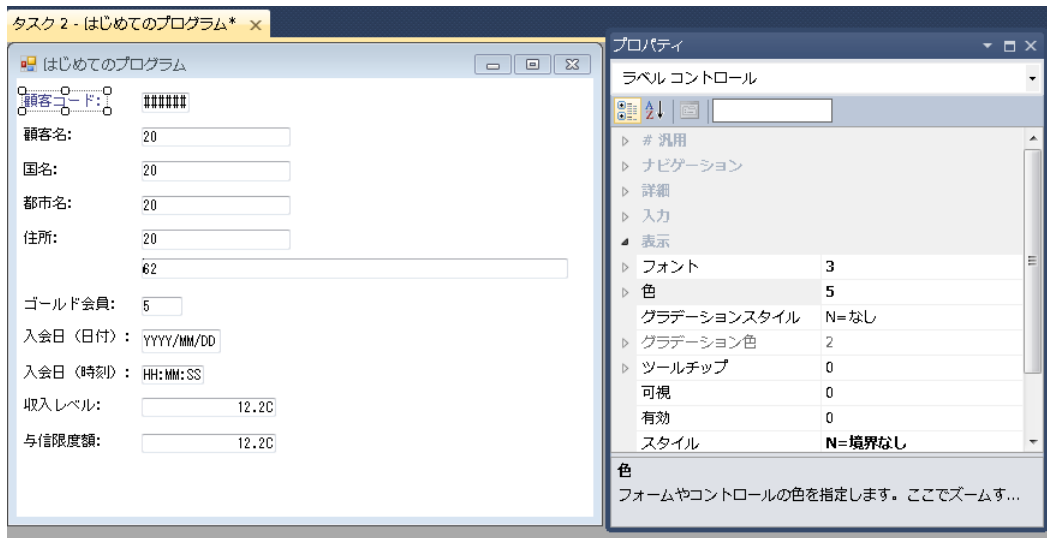 タスク 2 - はじめてのプログラム*
はじめてのプログラム
顧客コード:
######
顧客名:
20
国名:
20
都市名:
20
住所:
20
62
ゴールド会員:
5
入会日（日付）:
YYYY/MM/DD
入会日（時刻）:
HH:MM:SS
収入レベル:
12.2C
与信限度額:
12.2C
プロパティ
ラベル コントロール
# 汎用
ナビゲーション
詳細
入力
表示
フォント 3
色 5
グラデーションスタイル N=なし
グラデーション色 2
ツールチップ 0
可視 0
有効 0
スタイル N=境界なし
色
フォームやコントロールの色を指定します。ここでズームす...